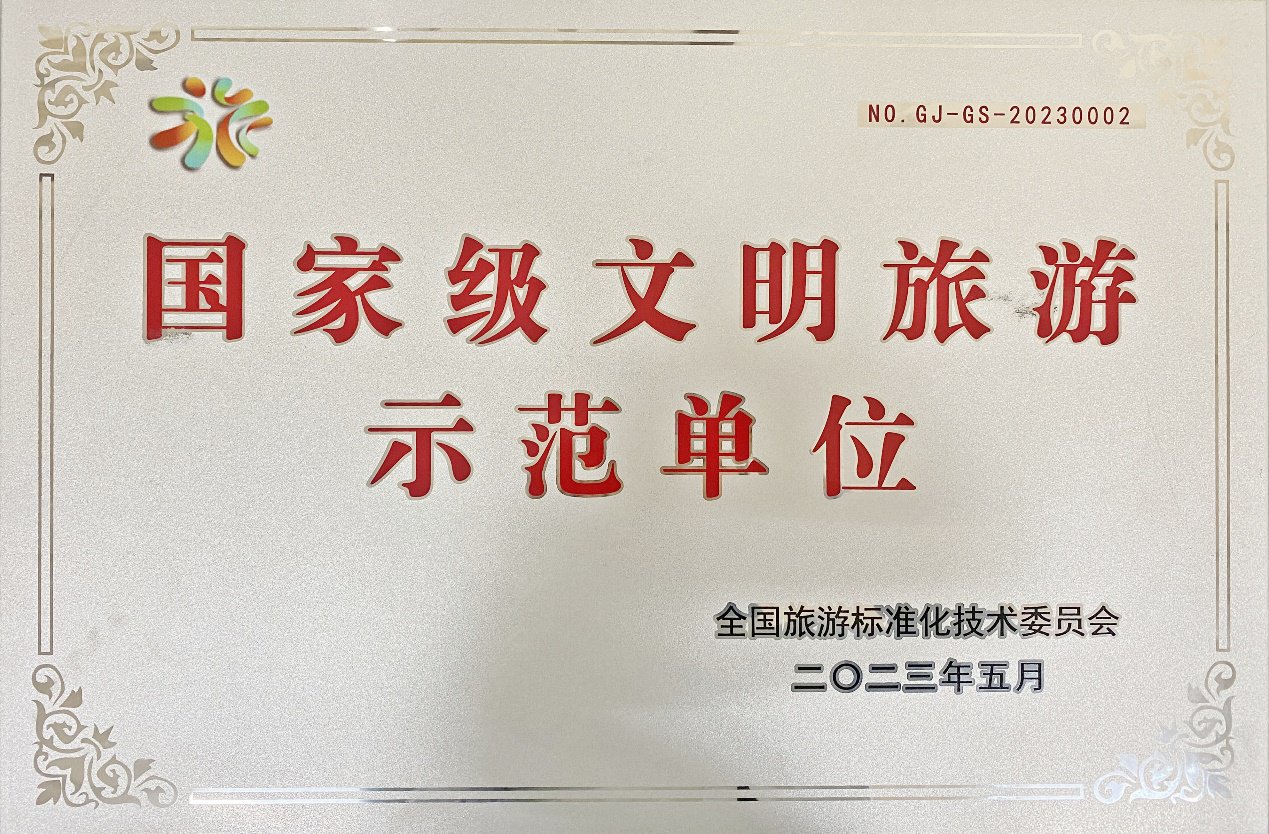 旅
NO.GJ-GS-20230002
国家级文明旅游
示范单位
全国旅游标准化技术委员会
二〇二三年五月